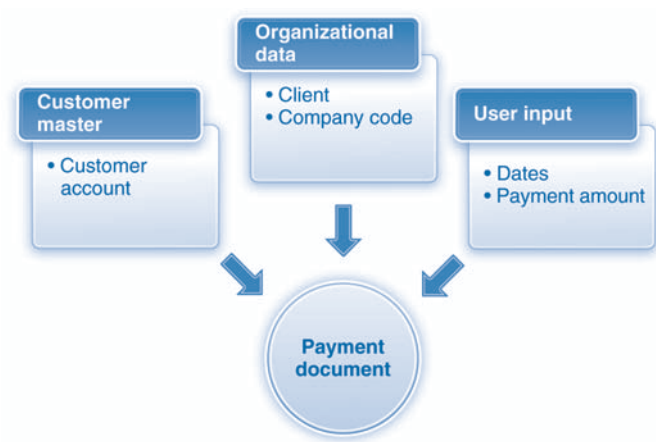 Organizational
data
• Client
• Company code
Customer
master
• Customer
account
User input
• Dates
• Payment amount
Payment
document